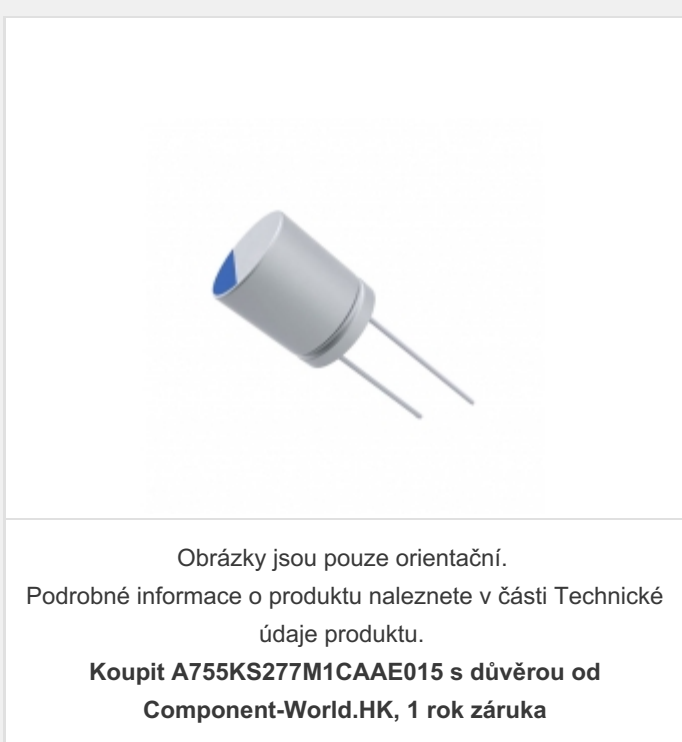 Obrázky jsou pouze orientační.
Podrobné informace o produktu naleznete v části Technické
údaje produktu.
Koupit A755KS277M1CAAE015 s důvěrou od
Component-World.HK, 1 rok záruka